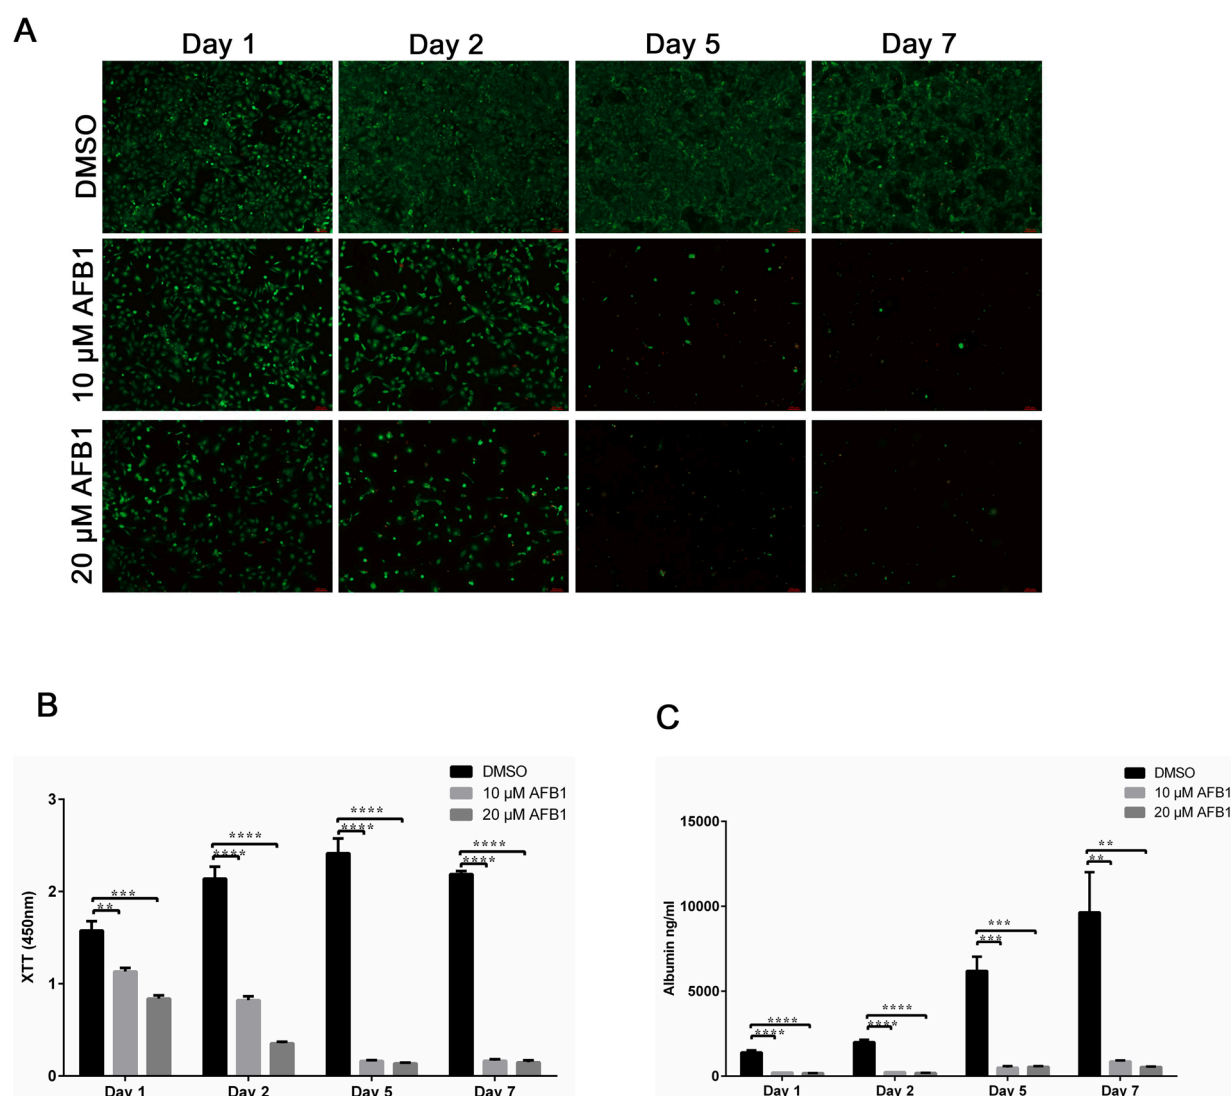 A
Day 1 Day 2 Day 5 Day 7
DMSO
10 µM AFB1
20 µM AFB1
B
DMSO
10 µM AFB1
20 µM AFB1
XTT (450nm)
3
2
1
0
*** **
**** ****
**** ****
**** ****
Day 1 Day 2 Day 5 Day 7
C
DMSO
10 µM AFB1
20 µM AFB1
Albumin ng/ml
15000
10000
5000
0
**** ****
**** ****
*** ***
** **
Day 1 Day 2 Day 5 Day 7